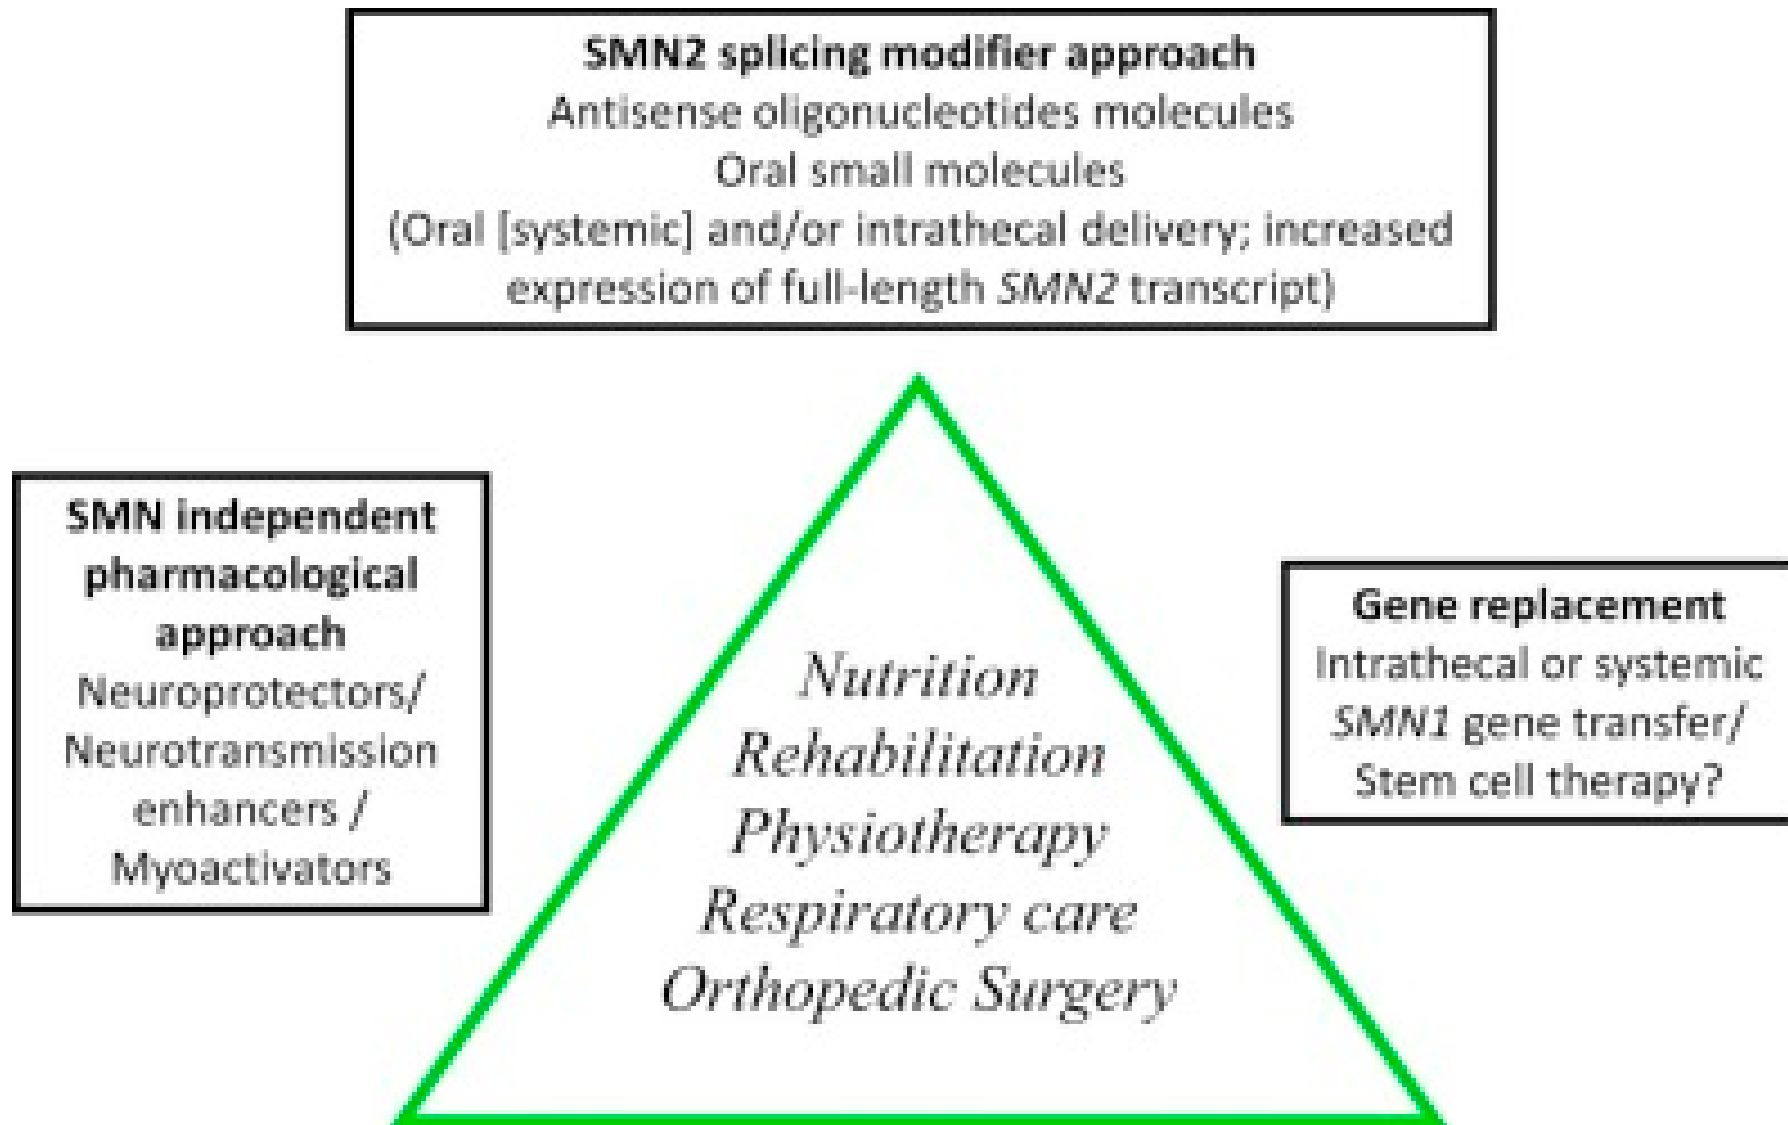 SMN2 splicing modifier approach
Antisense oligonucleotides molecules
Oral small molecules
(Oral [systemic] and/or intrathecal delivery; increased
expression of full-length SMN2 transcript)
SMN independent
pharmacological
approach
Neuroprotectors/
Neurotransmission
enhancers /
Myoactivators
Nutrition
Rehabilitation
Physiotherapy
Respiratory care
Orthopedic Surgery
Gene replacement
Intrathecal or systemic
SMN1 gene transfer/
Stem cell therapy?